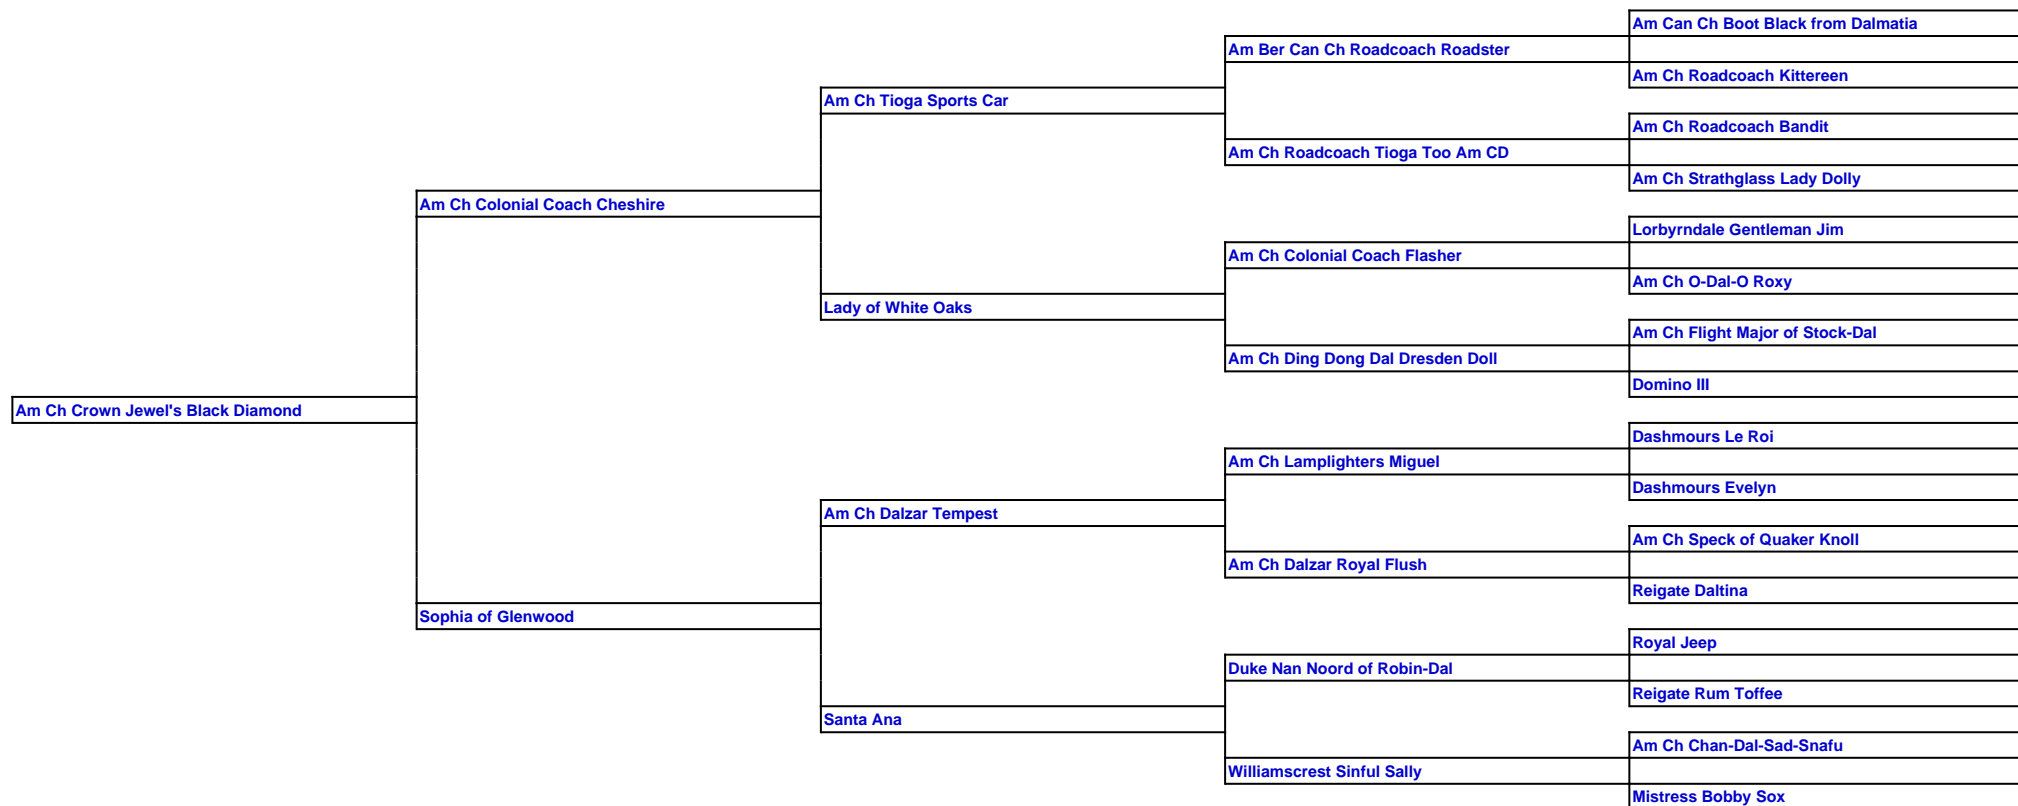 Am Can Ch Boot Black from Dalmatia
Am Ber Can Ch Roadcoach Roadster
Am Ch Roadcoach Kittereen
Am Ch Tioga Sports Car
Am Ch Roadcoach Bandit
Am Ch Roadcoach Tioga Too Am CD
Am Ch Strathglass Lady Dolly
Am Ch Colonial Coach Cheshire
Lorbyrndale Gentleman Jim
Am Ch Colonial Coach Flasher
Am Ch O-Dal-O Roxy
Lady of White Oaks
Am Ch Flight Major of Stock-Dal
Am Ch Ding Dong Dal Dresden Doll
Domino III
Am Ch Crown Jewel's Black Diamond
Dashmours Le Roi
Am Ch Lamplighters Miguel
Dashmours Evelyn
Am Ch Dalzar Tempest
Am Ch Speck of Quaker Knoll
Am Ch Dalzar Royal Flush
Reigate Daltina
Sophia of Glenwood
Royal Jeep
Duke Nan Noord of Robin-Dal
Reigate Rum Toffee
Santa Ana
Am Ch Chan-Dal-Sad-Snafu
Williamscrest Sinful Sally
Mistress Bobby Sox